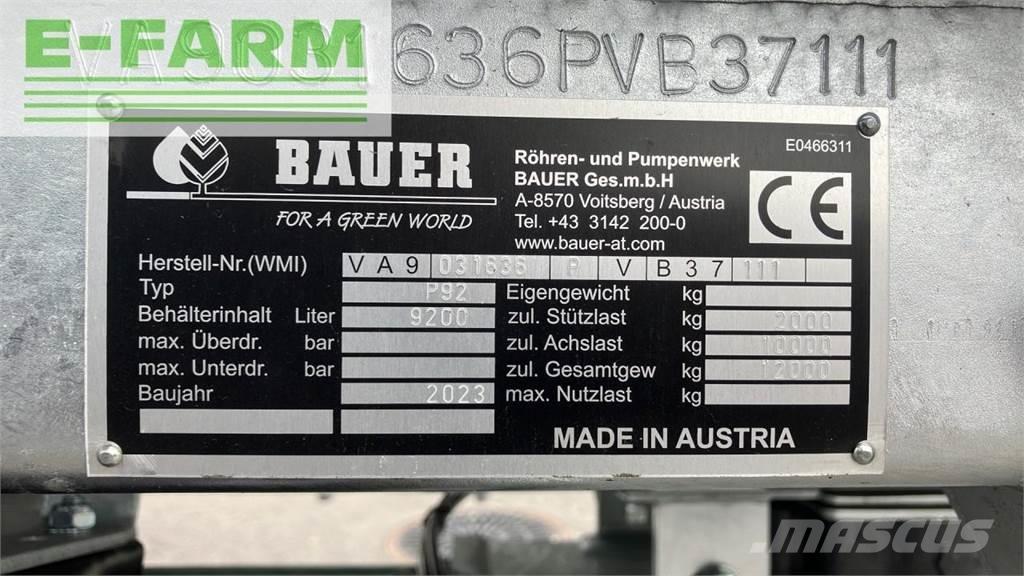 E-FARM
VA9031636PVB37111
BAUER
FOR A GREEN WORLD
Röhren- und Pumpenwerk
BAUER Ges.m.b.H
A-8570 Voitsberg / Austria
Tel. +43 3142 200-0
www.bauer-at.com
E0466311
CE
Herstell-Nr.(WMI) VA9 031636 P V B37 111
Typ P92
Behälterinhalt Liter 9200
max. Überdr. bar
max. Unterdr. bar
Baujahr 2023
Eigengewicht kg
zul. Stützlast kg 2000
zul. Achslast kg 10000
zul. Gesamtgew kg 12000
max. Nutzlast kg
MADE IN AUSTRIA
MASCUS